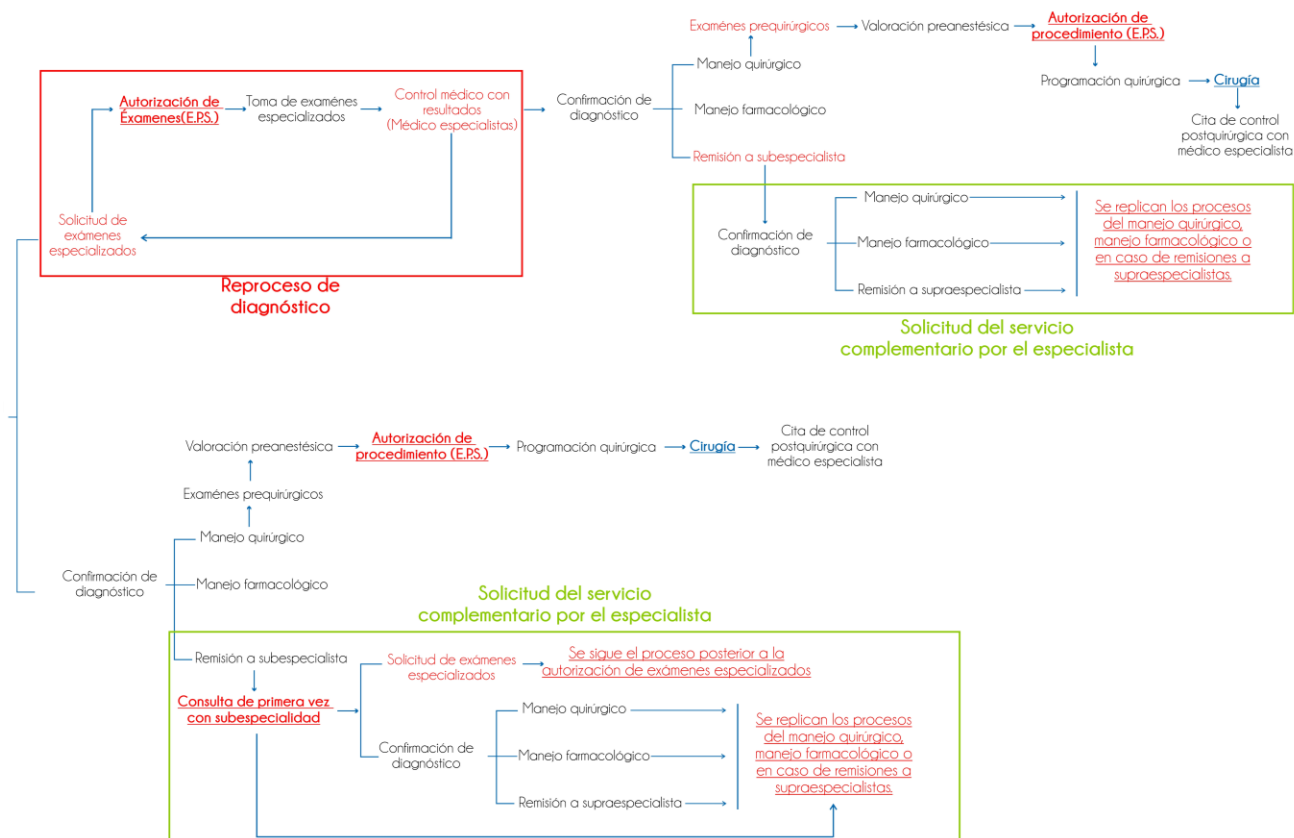 Examénes prequirúrgicos
Valoración preanestésica
Autorización de
procedimiento (E.P.S.)
Manejo quirúrgico
Programación quirúrgica
Cirugía
Autorización de
Éxamenes(E.P.S.)
Toma de examénes
especializados
Control médico con
resultados
(Médico especialistas)
Confirmación de
diagnóstico
Manejo farmacológico
Cita de control
postquirúrgica con
médico especialista
Remisión a subespecialista
Solicitud de
exámenes
especializados
Confirmación de
diagnóstico
Manejo quirúrgico
Manejo farmacológico
Remisión a supraespecialista
Se replican los procesos
del manejo quirúrgico,
manejo farmacológico o
en caso de remisiones a
supraespecialistas.
Reproceso de
diagnóstico
Solicitud del servicio
complementario por el especialista
Valoración preanestésica
Autorización de
procedimiento (E.P.S.)
Programación quirúrgica
Cirugía
Cita de control
postquirúrgica con
médico especialista
Examénes prequirúrgicos
Manejo quirúrgico
Confirmación de
diagnóstico
Manejo farmacológico
Solicitud del servicio
complementario por el especialista
Remisión a subespecialista
Solicitud de exámenes
especializados
Se sigue el proceso posterior a la
autorización de exámenes especializados
Consulta de primera vez
con subespecialidad
Confirmación de
diagnóstico
Manejo quirúrgico
Manejo farmacológico
Remisión a supraespecialista
Se replican los procesos
del manejo quirúrgico,
manejo farmacológico o
en caso de remisiones a
supraespecialistas.